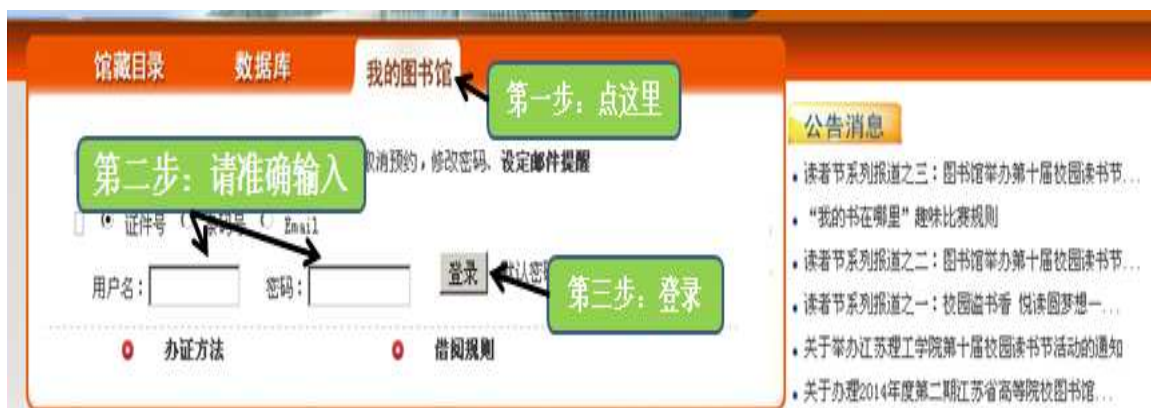 馆藏目录
数据库
我的图书馆
第一步：点这里
第二步：请准确输入
取消预约，修改密码、设定邮件提醒
证件号
Email
用户名：
密码：
登录
第三步：登录
办证方法
借阅规则
公告消息
读者节系列报道之三：图书馆举办第十届校园读书节...
“我的书在哪里”趣味比赛规则
读者节系列报道之二：图书馆举办第十届校园读书节...
读者节系列报道之一：校园溢书香 悦读圆梦想一...
关于举办江苏理工学院第十届校园读书节活动的通知
关于办理2014年度第二期江苏省高等院校图书馆...